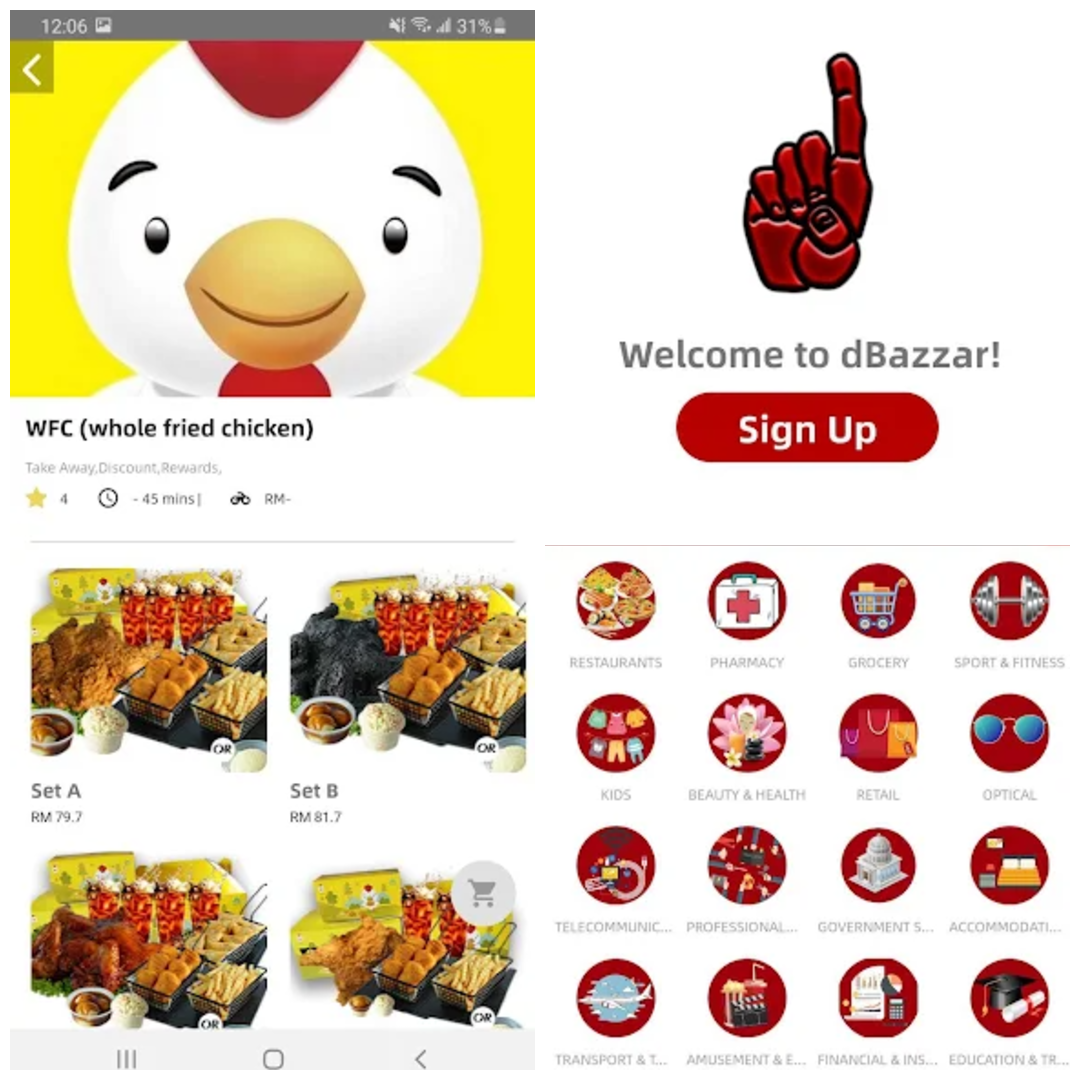 12:06
31%
WFC (whole fried chicken)
Take Away,Discount,Rewards,
4
- 45 mins|
RM-
OR
OR
Set A
Set B
RM 79.7
RM 81.7
OR
OR
Welcome to dBazzar!
Sign Up
RESTAURANTS
PHARMACY
GROCERY
SPORT & FITNESS
KIDS
BEAUTY & HEALTH
RETAIL
OPTICAL
TELECOMMUNIC...
PROFESSIONAL...
GOVERNMENT S...
ACCOMMODATI...
TRANSPORT & T...
AMUSEMENT & E...
FINANCIAL & INS...
EDUCATION & TR...